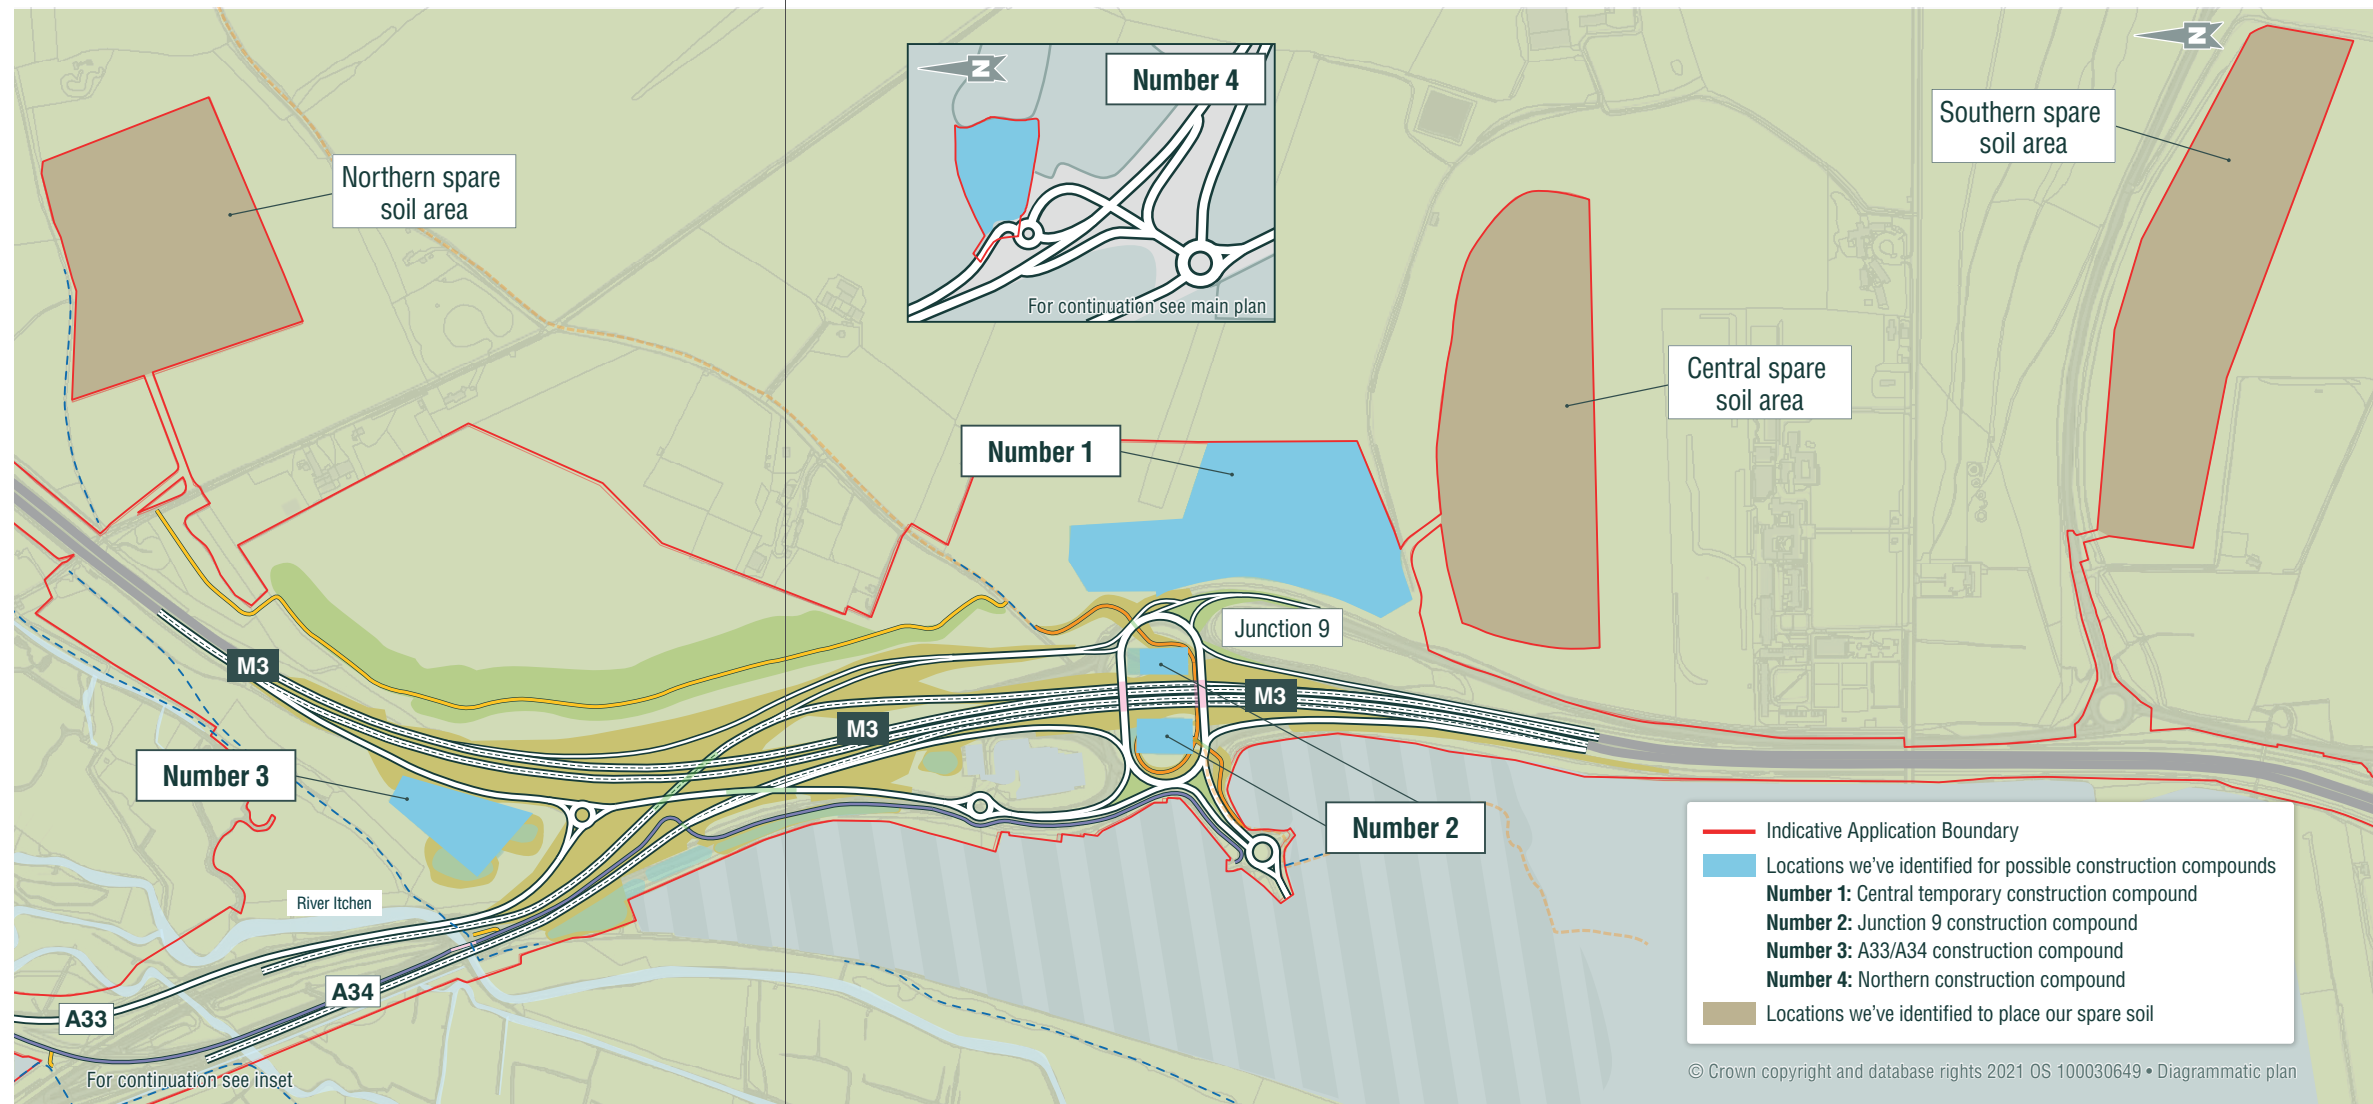 N
Number 4
For continuation see main plan
N
Southern spare
soil area
Northern spare
soil area
Central spare
soil area
Number 1
Junction 9
M3
M3
M3
Number 3
Number 2
River Itchen
A34
A33
For continuation see inset
Indicative Application Boundary
Locations we've identified for possible construction compounds
Number 1: Central temporary construction compound
Number 2: Junction 9 construction compound
Number 3: A33/A34 construction compound
Number 4: Northern construction compound
Locations we've identified to place our spare soil
© Crown copyright and database rights 2021 OS 100030649 • Diagrammatic plan